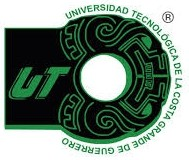 UNIVERSIDAD TECNOLÓGICA DE LA COSTA GRANDE DE GUERRERO
®
UT